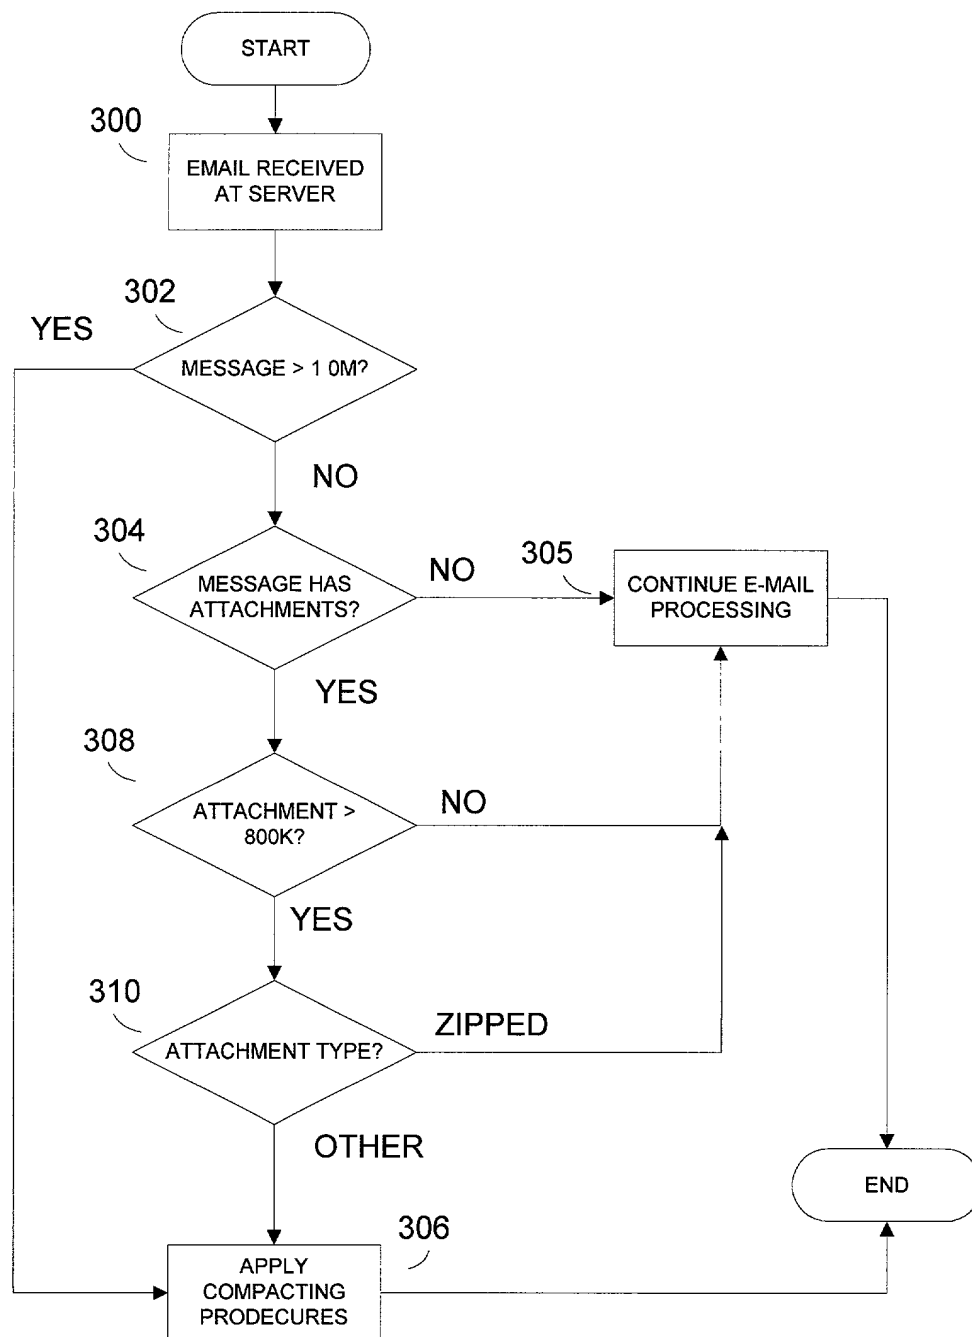 START
300
EMAIL RECEIVED
AT SERVER
302
YES
MESSAGE > 1 0M?
NO
304
MESSAGE HAS
ATTACHMENTS?
NO
305
CONTINUE E-MAIL
PROCESSING
YES
308
ATTACHMENT >
800K?
NO
YES
310
ATTACHMENT TYPE?
ZIPPED
OTHER
END
306
APPLY
COMPACTING
PRODECURES